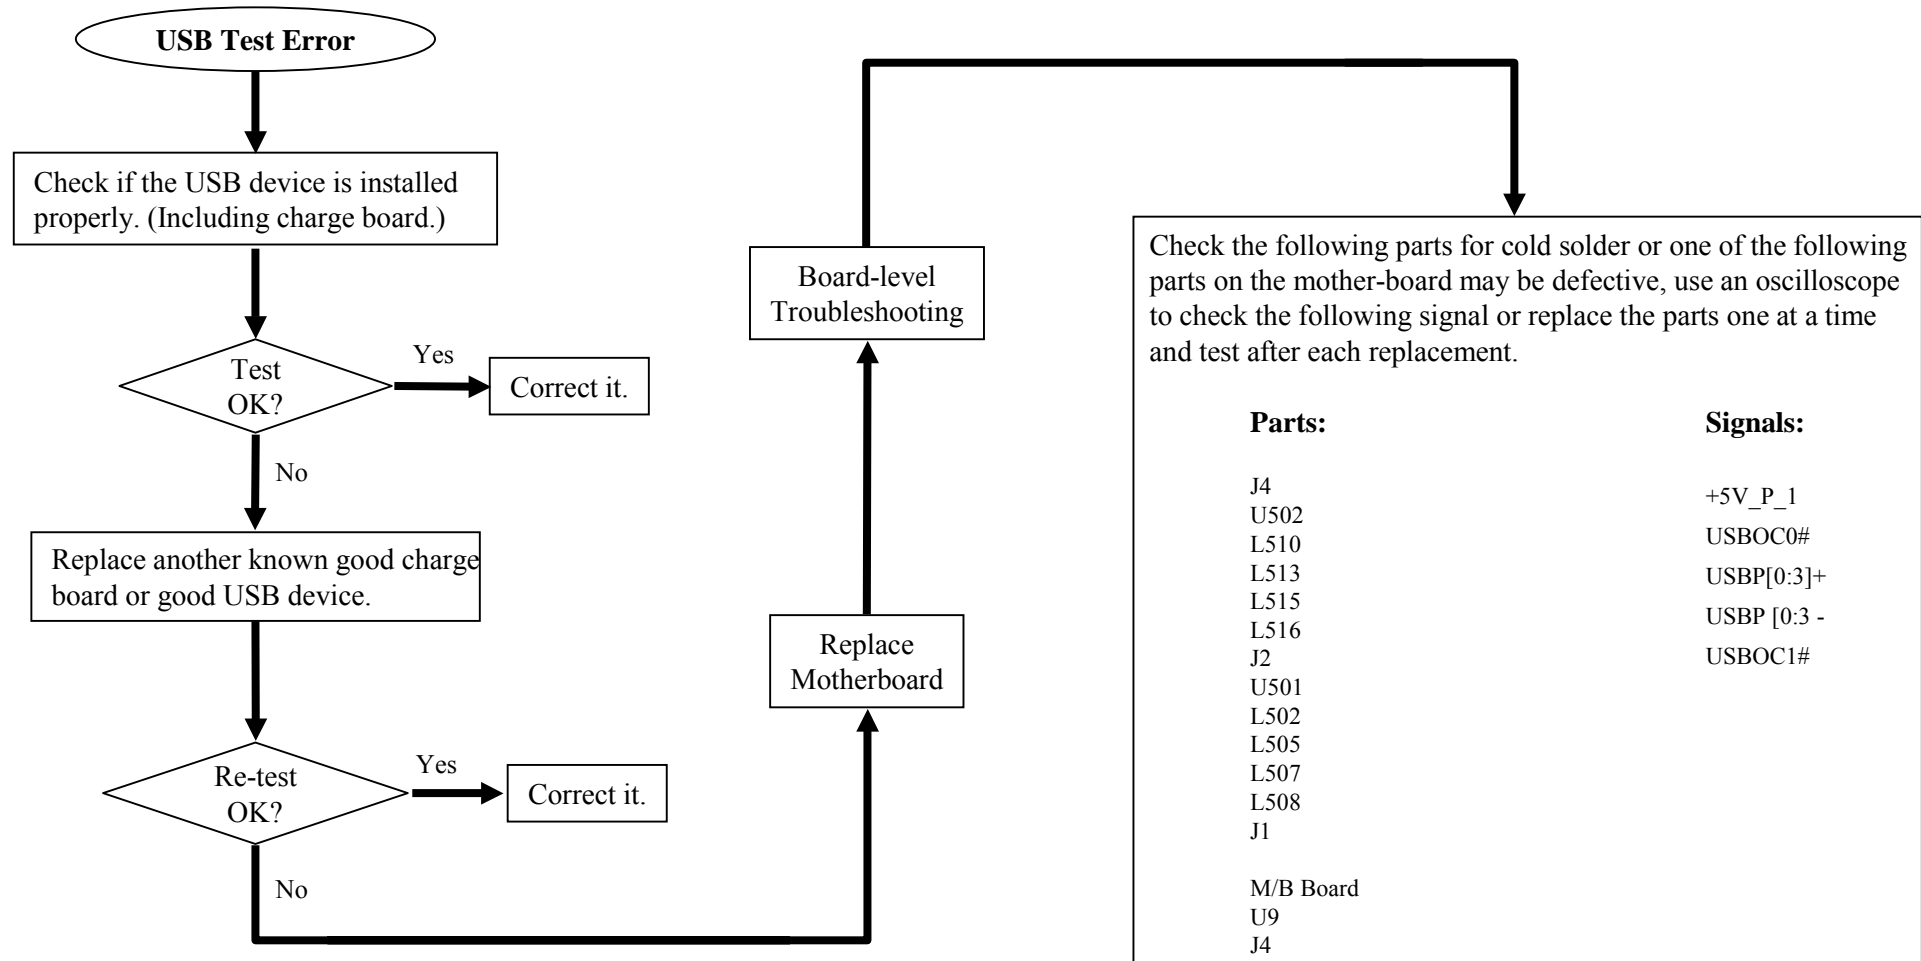 USB Test Error
Check if the USB device is installed
properly. (Including charge board.)
Test
OK?
Yes
Correct it.
No
Replace another known good charge
board or good USB device.
Re-test
OK?
Yes
Correct it.
No
Replace
Motherboard
Board-level
Troubleshooting
Check the following parts for cold solder or one of the following
parts on the mother-board may be defective, use an oscilloscope
to check the following signal or replace the parts one at a time
and test after each replacement.
Parts:
J4
U502
L510
L513
L515
L516
J2
U501
L502
L505
L507
L508
J1
M/B Board
U9
J4
Signals:
+5V_P_1
USBOC0#
USBP[0:3]+
USBP [0:3 -
USBOC1#